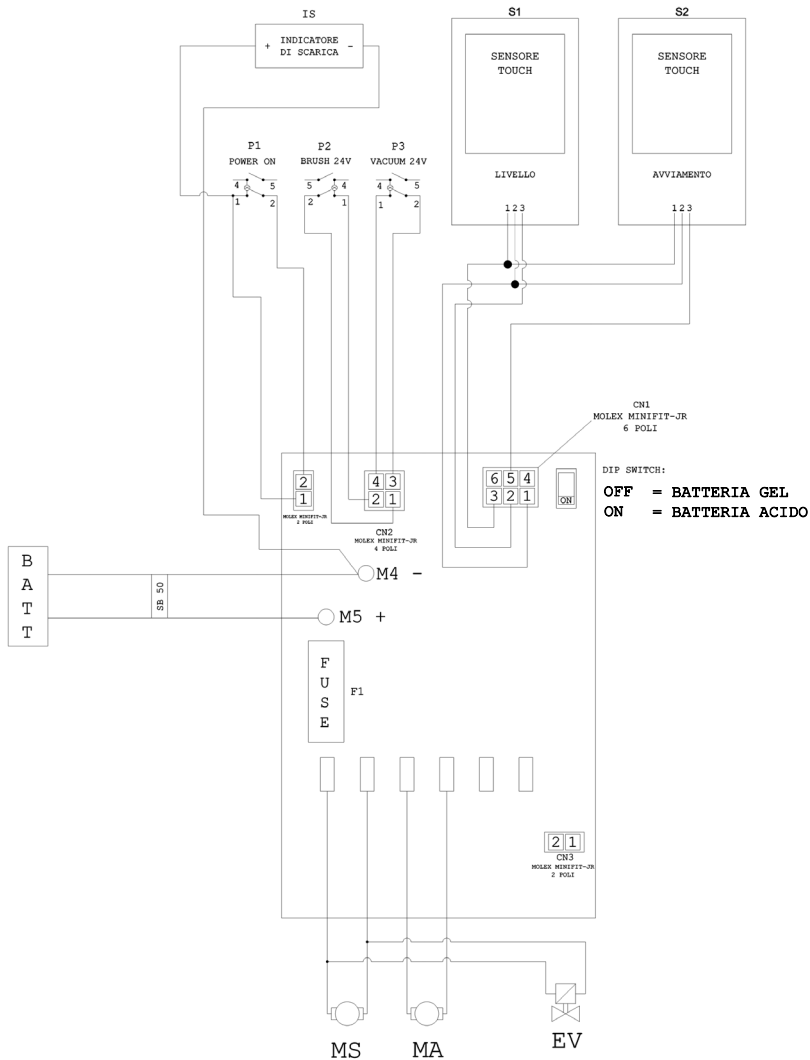 IS
S1
S2
+ INDICATORE DI SCARICA -
SENSORE TOUCH
SENSORE TOUCH
P1
P2
P3
POWER ON
BRUSH 24V
VACUUM 24V
4 5
5 4
4 5
1 2
2 1
1 2
LIVELLO
AVVIAMENTO
1 2 3
1 2 3
CN1
MOLEX MINIFIT-JR
6 POLI
2
1
MOLEX MINIFIT-JR
2 POLI
4 3
2 1
CN2
MOLEX MINIFIT-JR
4 POLI
6 5 4
3 2 1
ON
DIP SWITCH:
OFF = BATTERIA GEL
ON = BATTERIA ACIDO
BATT
SB 50
M4 -
M5 +
FUSE
F1
2 1
CN3
MOLEX MINIFIT-JR
2 POLI
MS
MA
EV